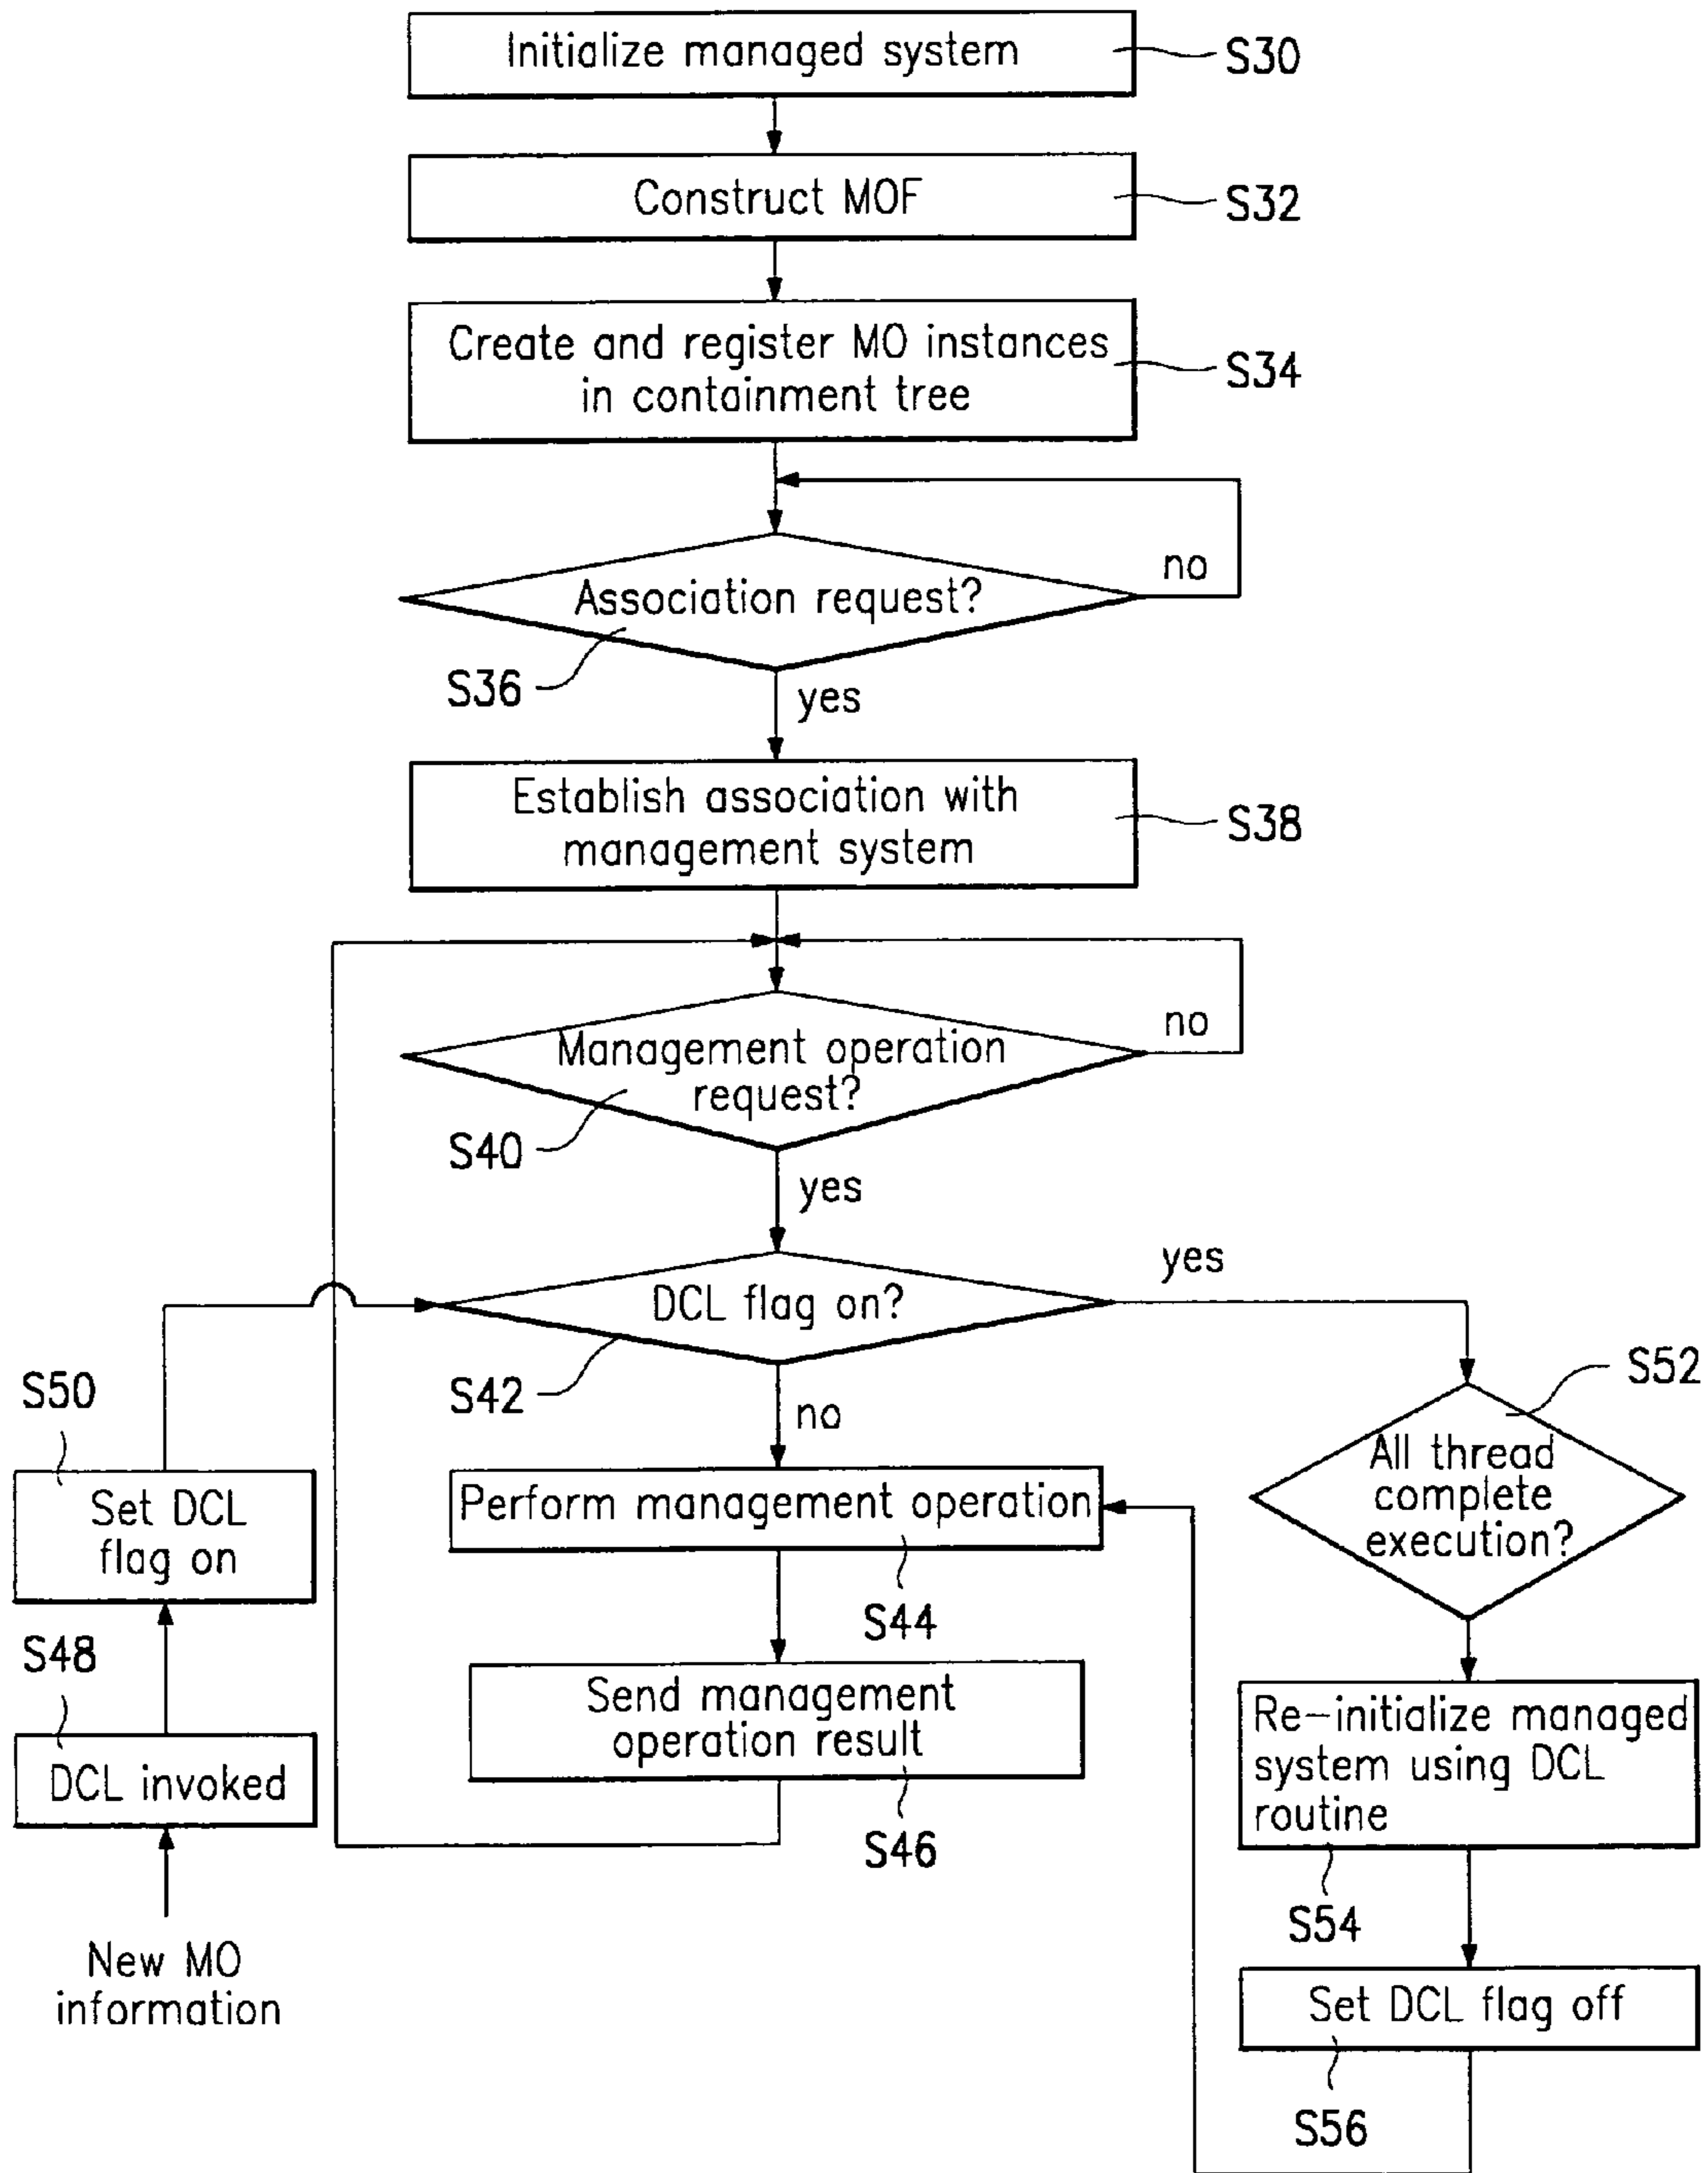 Initialize managed system
S30
Construct MOF
S32
Create and register MO instances
in containment tree
S34
Association request?
no
S36
yes
Establish association with
management system
S38
Management operation
request?
no
S40
yes
DCL flag on?
yes
S42
no
S50
Set DCL
flag on
S48
DCL invoked
New MO
information
Perform management operation
S44
Send management
operation result
S46
S52
All thread
complete
execution?
Re-initialize managed
system using DCL
routine
S54
Set DCL flag off
S56